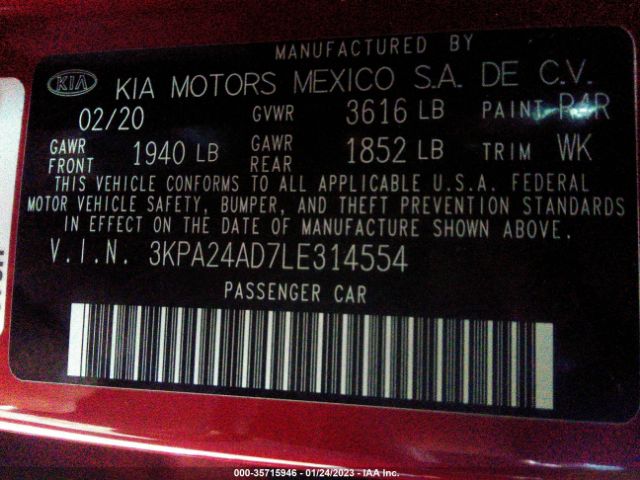 MANUFACTURED BY
KIA KIA MOTORS MEXICO S.A. DE C.V.
02/20 GVWR 3616 LB PAINT R4R
GAWR FRONT 1940 LB GAWR REAR 1852 LB TRIM WK
THIS VEHICLE CONFORMS TO ALL APPLICABLE U.S.A. FEDERAL
MOTOR VEHICLE SAFETY, BUMPER, AND THEFT PREVENTION STANDARDS
IN EFFECT ON THE DATE OF MANUFACTURE SHOWN ABOVE.
V.I.N. 3KPA24AD7LE314554
PASSENGER CAR
000-35715946 - 01/24/2023 - IAA Inc.